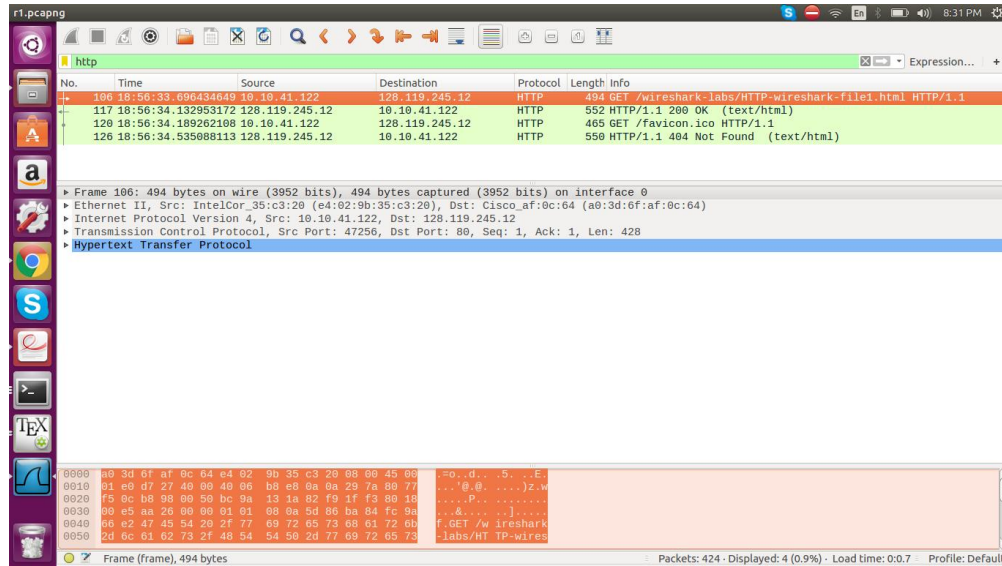 r1.pcapng
En
8:31 PM
http
Expression...
+
No. Time Source Destination Protocol Length Info
106 18:56:33.696434649 10.10.41.122 128.119.245.12 HTTP 494 GET /wireshark-labs/HTTP-wireshark-file1.html HTTP/1.1
117 18:56:34.132953172 128.119.245.12 10.10.41.122 HTTP 552 HTTP/1.1 200 OK (text/html)
120 18:56:34.189262108 10.10.41.122 128.119.245.12 HTTP 465 GET /favicon.ico HTTP/1.1
126 18:56:34.535088113 128.119.245.12 10.10.41.122 HTTP 550 HTTP/1.1 404 Not Found (text/html)
Frame 106: 494 bytes on wire (3952 bits), 494 bytes captured (3952 bits) on interface 0
Ethernet II, Src: IntelCor_35:c3:20 (e4:02:9b:35:c3:20), Dst: Cisco_af:0c:64 (a0:3d:6f:af:0c:64)
Internet Protocol Version 4, Src: 10.10.41.122, Dst: 128.119.245.12
Transmission Control Protocol, Src Port: 47256, Dst Port: 80, Seq: 1, Ack: 1, Len: 428
Hypertext Transfer Protocol
0000 a0 3d 6f af 0c 64 e4 02 9b 35 c3 20 08 00 45 00 .=o..d.. .5. ..E.
0010 01 e0 d7 27 40 00 40 06 b8 e8 0a 0a 29 7a 80 77 ...'@.@. ....)z.w
0020 f5 0c b8 98 00 50 bc 9a 13 1a 82 f9 1f f3 80 18 .....P.. ........
0030 00 e5 aa 26 00 00 01 01 08 0a 5d 86 ba 84 fc 9a ...&.... ..].....
0040 66 e2 47 45 54 20 2f 77 69 72 65 73 68 61 72 6b f.GET /w ireshark
0050 2d 6c 61 62 73 2f 48 54 54 50 2d 77 69 72 65 73 -labs/HT TP-wires
Frame (frame), 494 bytes
Packets: 424 · Displayed: 4 (0.9%) · Load time: 0:0.7
Profile: Default
A
a
S
>_
TEX